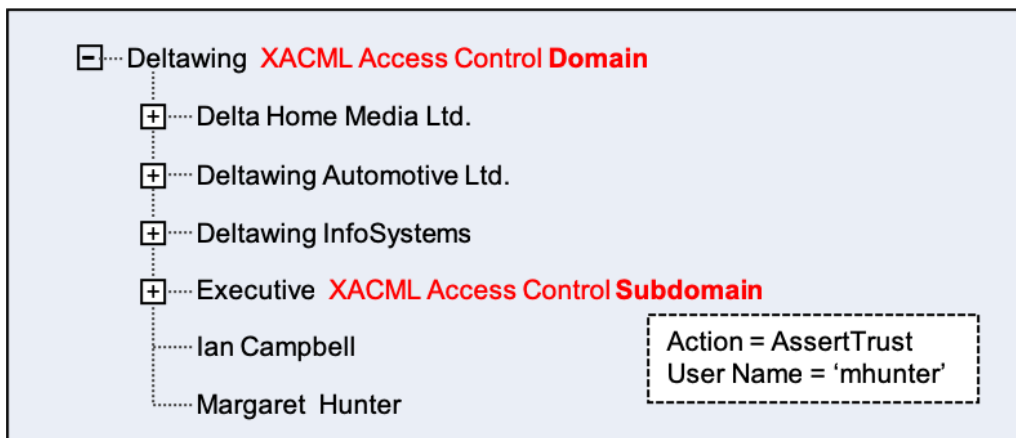 Deltawing XACML Access Control Domain
Delta Home Media Ltd.
Deltawing Automotive Ltd.
Deltawing InfoSystems
Executive XACML Access Control Subdomain
Ian Campbell
Margaret Hunter
Action = AssertTrust
User Name = ‘mhunter’